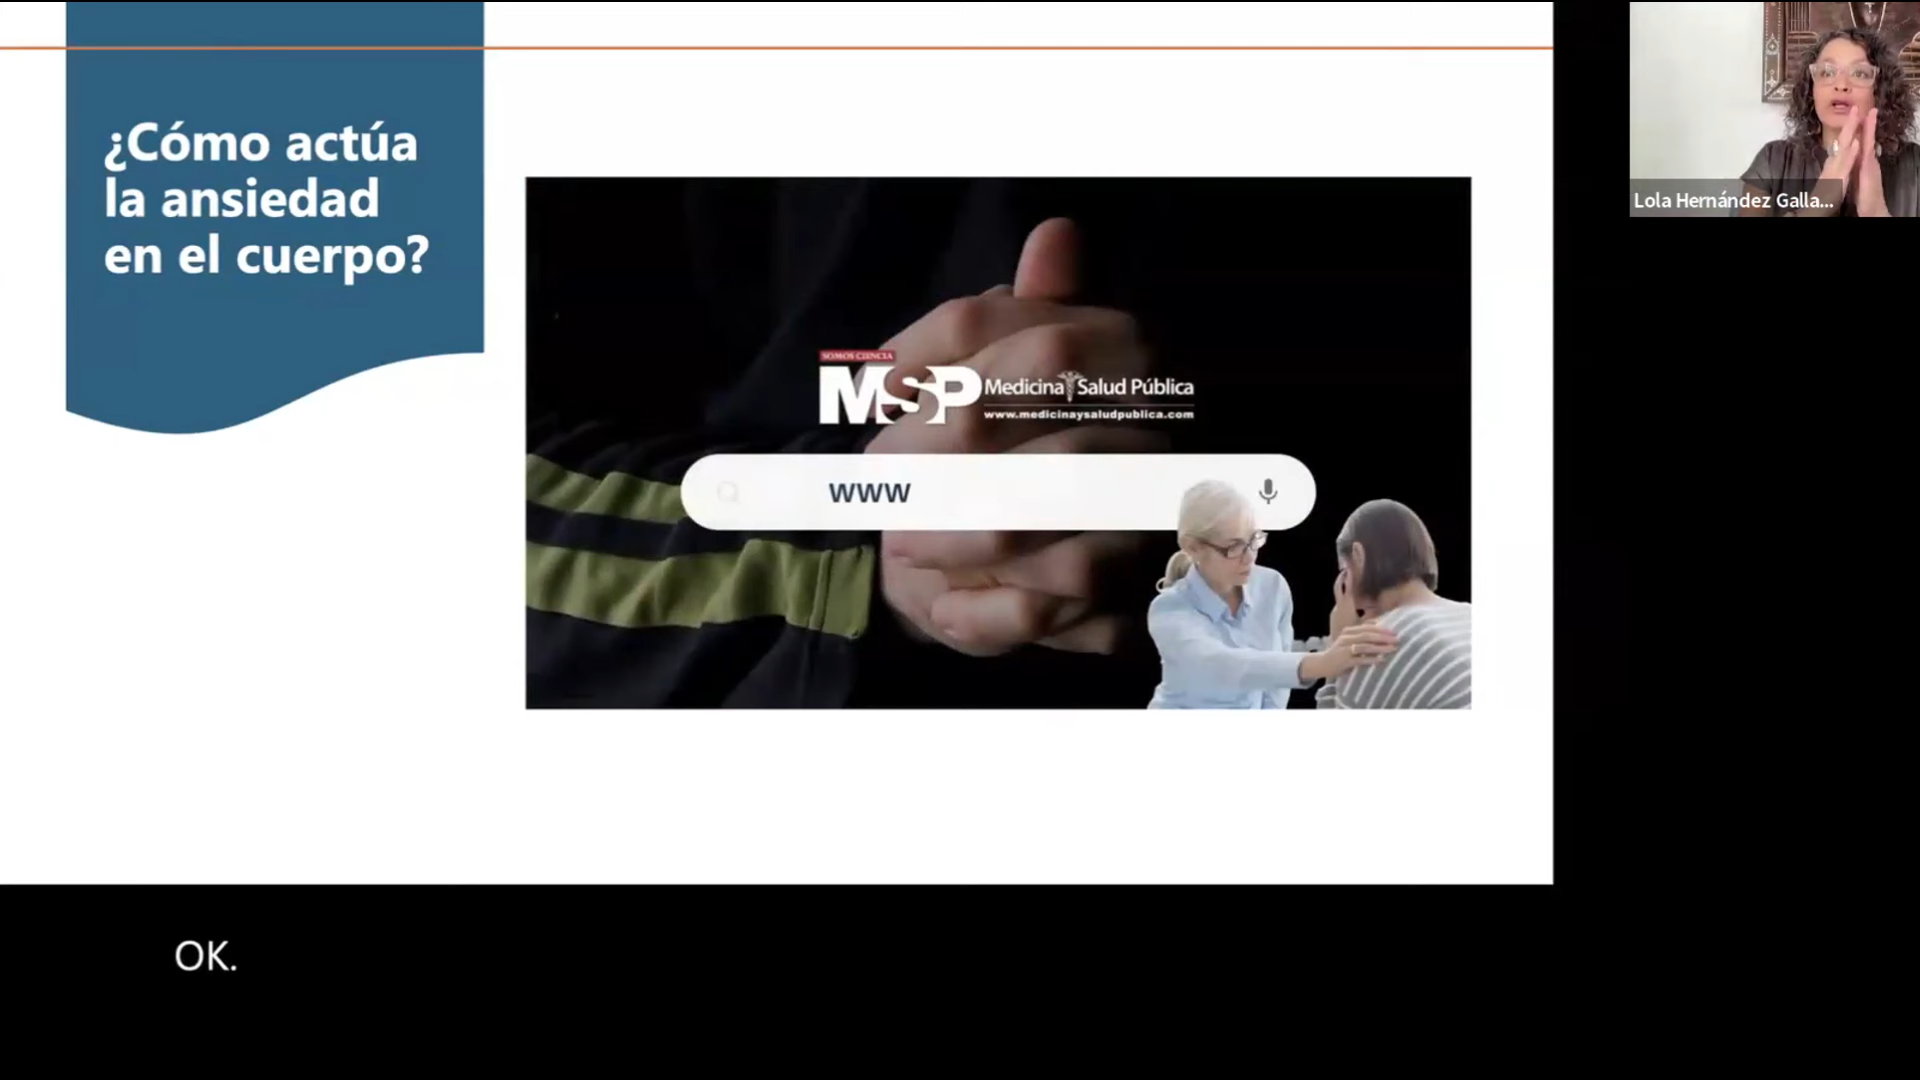 ¿Cómo actúa
la ansiedad
en el cuerpo?
SOMOS CIENCIA
MSP Medicina Salud Pública
www.medicinaysaludpublica.com
www
Lola Hernández Galla...
OK.